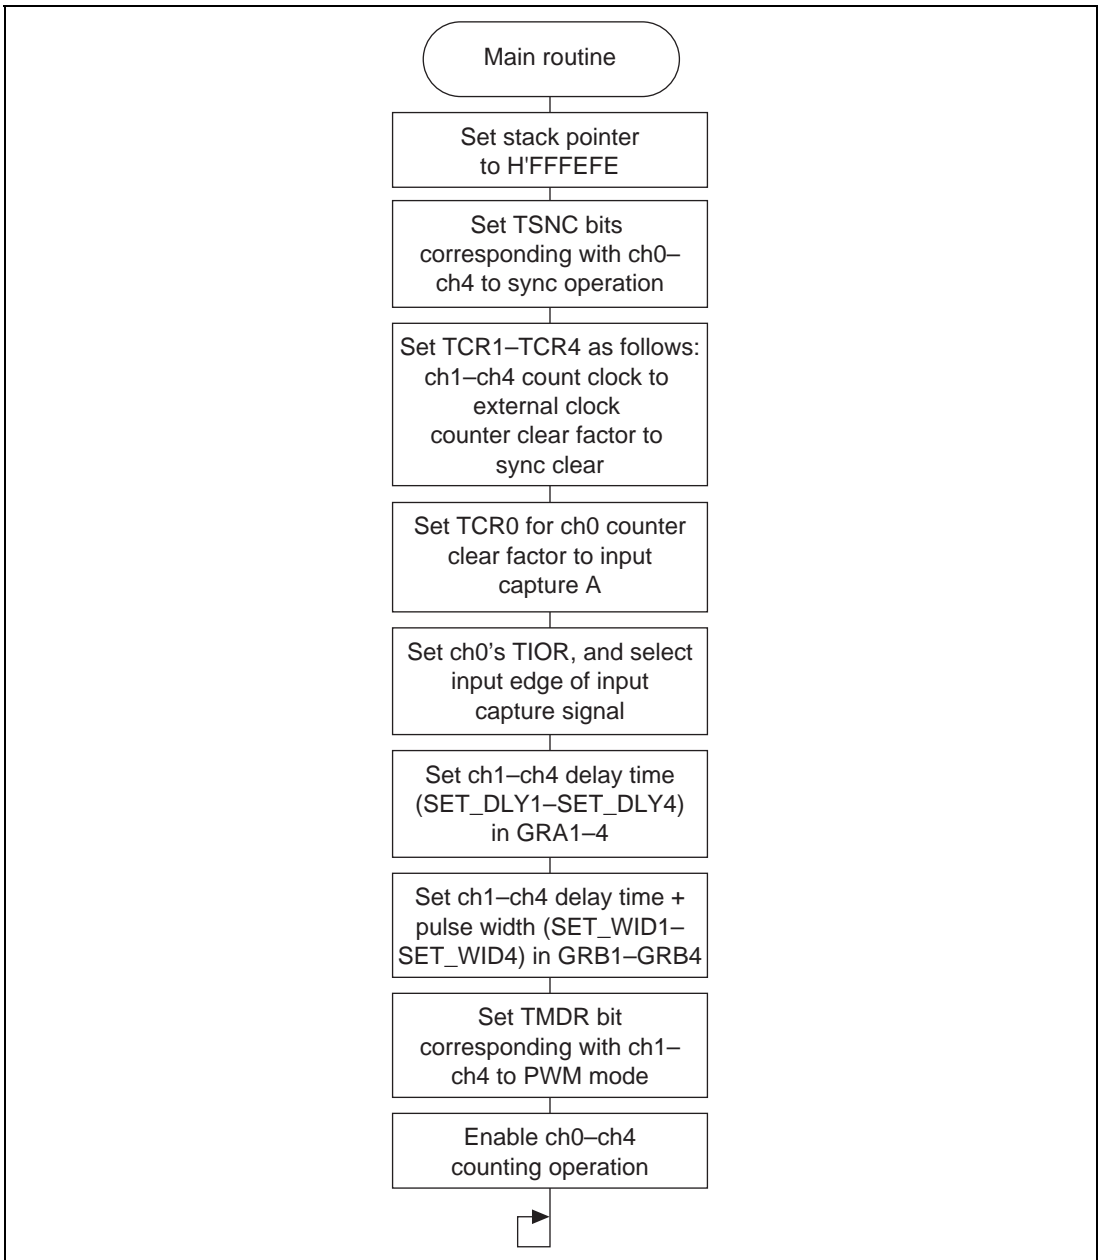 Main routine
Set stack pointer
to H'FFFEFE
Set TSNC bits
corresponding with ch0–
ch4 to sync operation
Set TCR1–TCR4 as follows:
ch1–ch4 count clock to
external clock
counter clear factor to
sync clear
Set TCR0 for ch0 counter
clear factor to input
capture A
Set ch0's TIOR, and select
input edge of input
capture signal
Set ch1–ch4 delay time
(SET_DLY1–SET_DLY4)
in GRA1–4
Set ch1–ch4 delay time +
pulse width (SET_WID1–
SET_WID4) in GRB1–GRB4
Set TMDR bit
corresponding with ch1–
ch4 to PWM mode
Enable ch0–ch4
counting operation